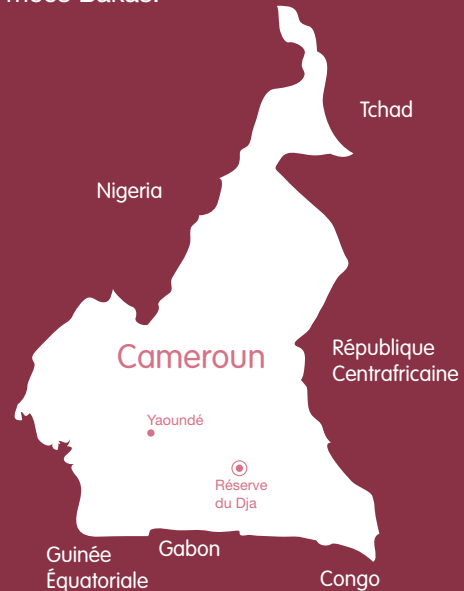 Tchad
Nigeria
Cameroun
République
Centrafricaine
Yaoundé
Réserve
du Dja
Guinée
Équatoriale
Gabon
Congo